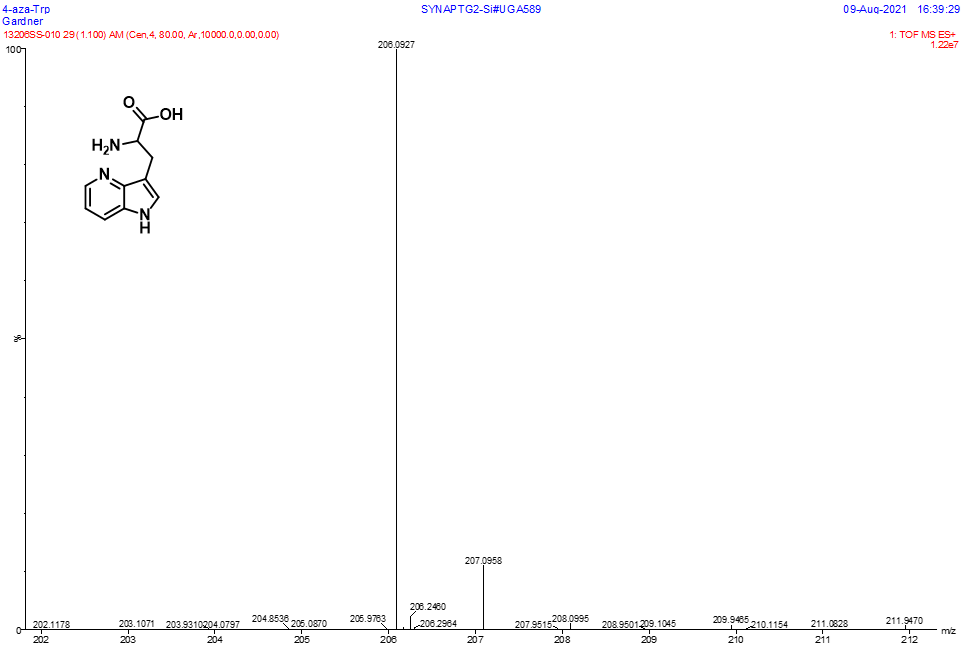 4-aza-Trp SYNAPTG2-Si#UGA589 09-Aug-2021 16:39:29
Gardner
13206SS-010 29 (1.100) AM (Cen,4, 80.00, Ar,10000.0,0.00,0.00) 1: TOF MS ES+
1.22e7
100
206.0927
O
OH
H2N
N
N
H
%
207.0958
206.2460
202.1178 203.1071 203.9310 204.0797 204.8536 205.0870 205.9763 206.2964 207.9515 208.0995 208.9501 209.1045 209.9465 210.1154 211.0828 211.9470
0
202 203 204 205 206 207 208 209 210 211 212 m/z